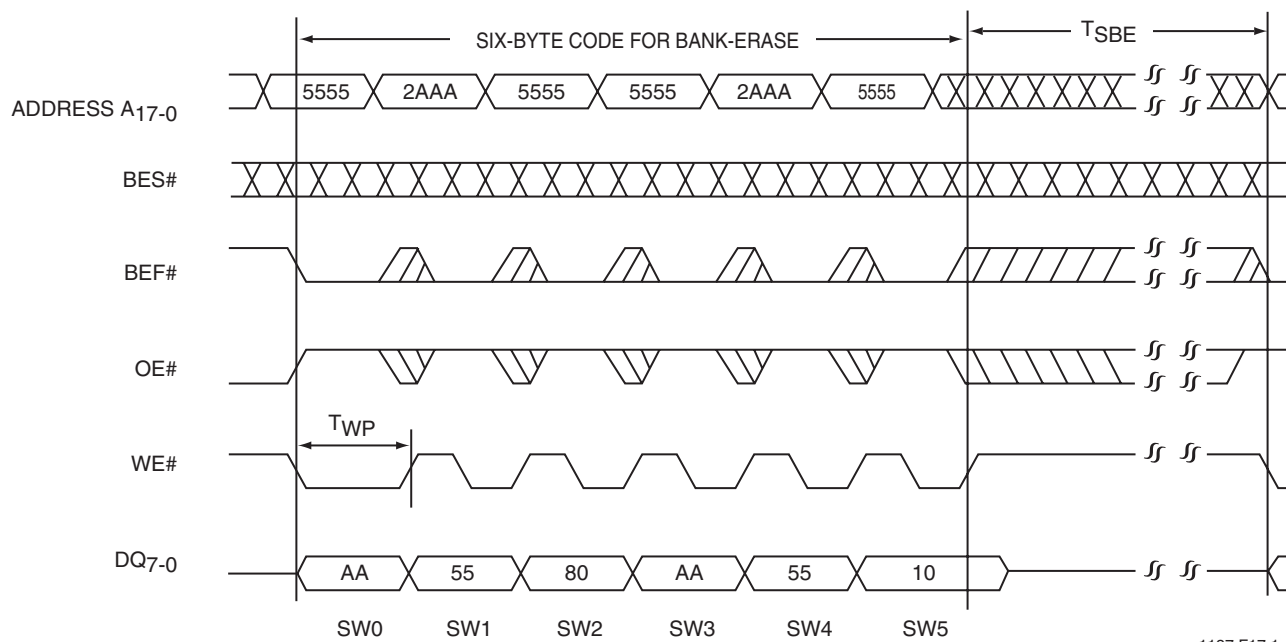 SIX-BYTE CODE FOR BANK-ERASE
TSBE
ADDRESS A17-0
5555 2AAA 5555 5555 2AAA 5555
BES#
BEF#
OE#
TWP
WE#
DQ7-0
AA 55 80 AA 55 10
SW0 SW1 SW2 SW3 SW4 SW5